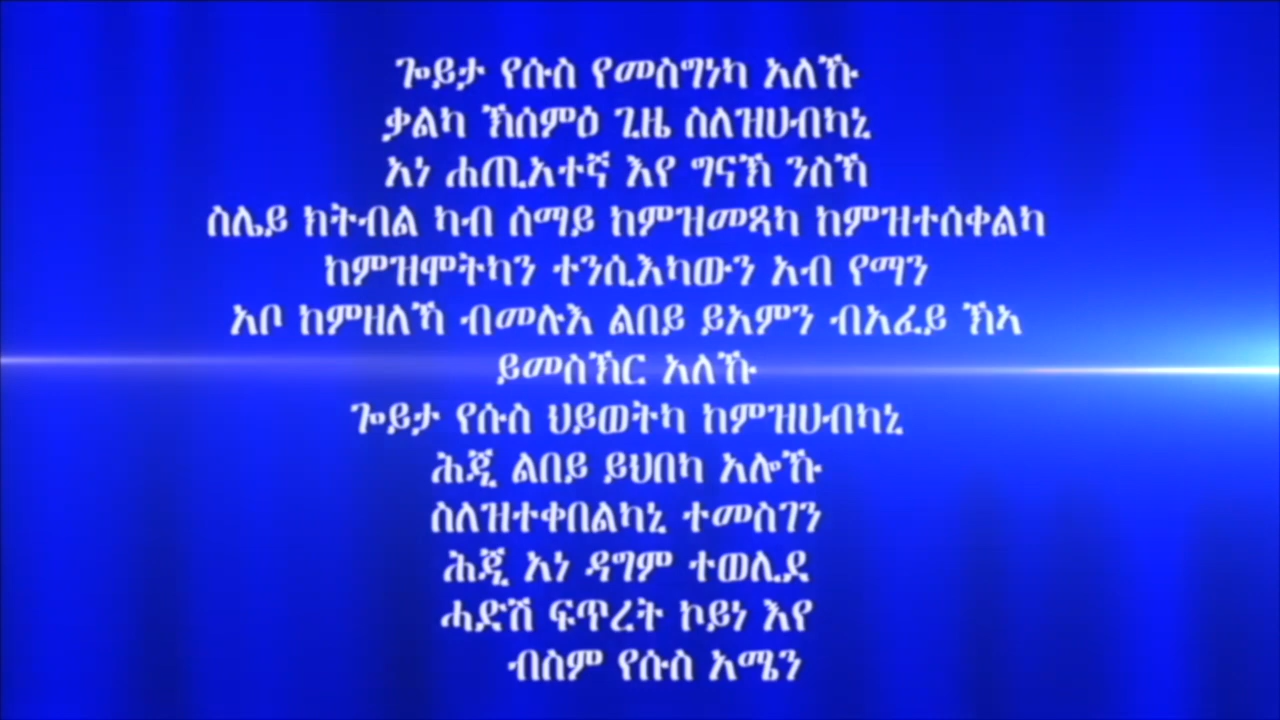 ጐይታ የሱስ የመስግነካ አለኹ
ቃልካ ኽሰምዕ ጊዜ ስለዝሀብካኒ
አነ ሐጢአተኛ እየ ግናኽ ንስኻ
ስሌይ ክትብል ካብ ሰማይ ከምዝመጻካ ከምዝተሰቀልካ
ከምዝሞትካን ተንሲእካውን አብ የማን
አቦ ከምዘለኻ ብመሉእ ልበይ ይአምን ብአፈይ ኽኣ
ይመስኽር አለኹ
ጐይታ የሱስ ህይወትካ ከምዝሀብካኒ
ሕጂ ልበይ ይህበካ አሎኹ
ስለዝተቀበልካኒ ተመስገን
ሕጂ አነ ዳግም ተወሊደ
ሓድሽ ፍጥረት ኮይነ እየ
ብስም የሱስ አሜን